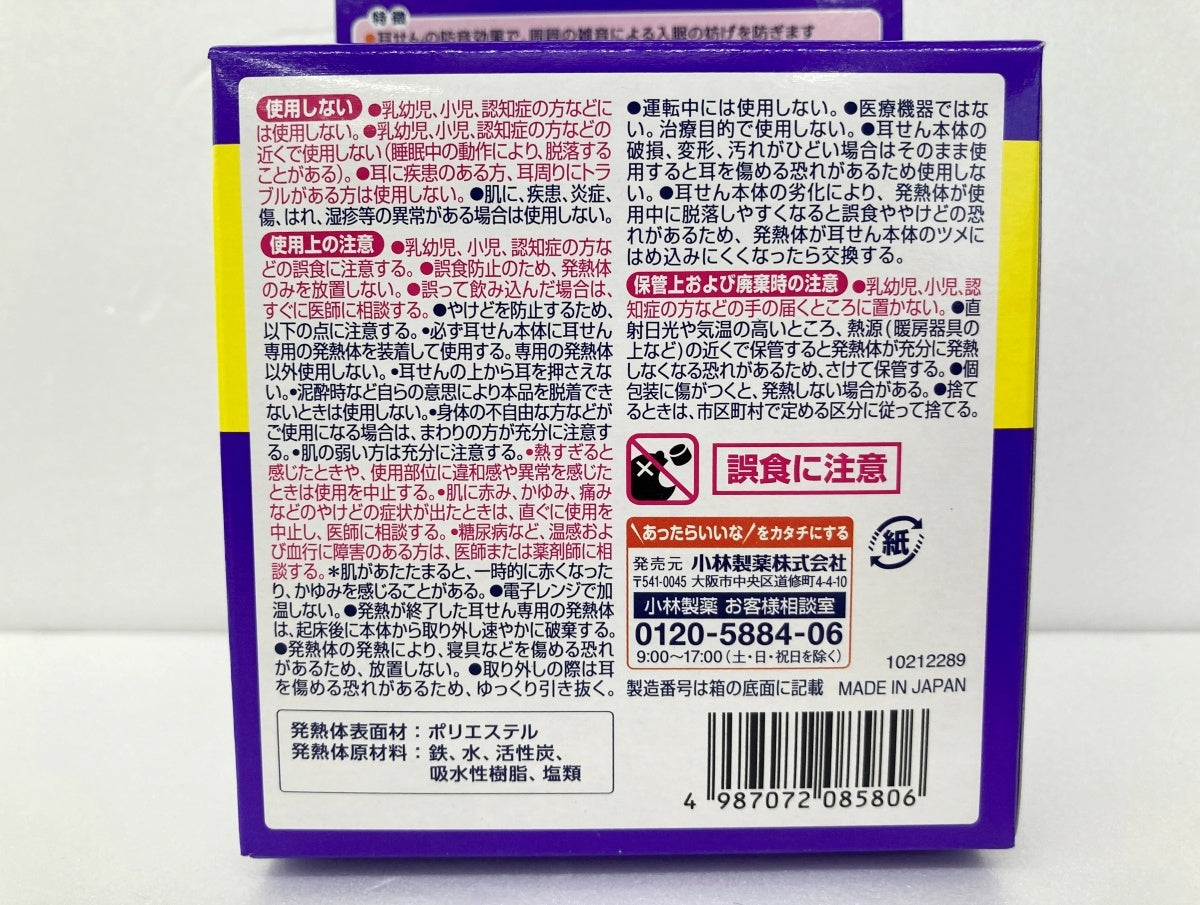 特徴
●耳せんの防音効果で、周囲の雑音による入眠の妨げを防ぎます
使用しない ●乳幼児、小児、認知症の方などに
は使用しない。●乳幼児、小児、認知症の方などの
近くで使用しない(睡眠中の動作により、脱落する
ことがある)。●耳に疾患のある方、耳周りにトラ
ブルがある方は使用しない。●肌に、疾患、炎症、
傷、はれ、湿疹等の異常がある場合は使用しない。
使用上の注意 ●乳幼児、小児、認知症の方な
どの誤食に注意する。●誤食防止のため、発熱体
のみを放置しない。●誤って飲み込んだ場合は、
すぐに医師に相談する。●やけどを防止するため、
以下の点に注意する。•必ず耳せん本体に耳せん
専用の発熱体を装着して使用する。専用の発熱体
以外使用しない。•耳せんの上から耳を押さえな
い。•泥酔時など自らの意思により本品を脱着でき
ないときは使用しない。•身体の不自由な方などが
ご使用になる場合は、まわりの方が充分に注意す
る。•肌の弱い方は充分に注意する。•熱すぎると
感じたときや、使用部位に違和感や異常を感じた
ときは使用を中止する。•肌に赤み、かゆみ、痛み
などのやけどの症状が出たときは、直ぐに使用を
中止し、医師に相談する。•糖尿病など、温感およ
び血行に障害のある方は、医師または薬剤師に相
談する。＊肌があたたまると、一時的に赤くなった
り、かゆみを感じることがある。●電子レンジで加
温しない。●発熱が終了した耳せん専用の発熱体
は、起床後に本体から取り外し速やかに破棄する。
●発熱体の発熱により、寝具などを傷める恐れ
があるため、放置しない。●取り外しの際は耳
を傷める恐れがあるため、ゆっくり引き抜く。
発熱体表面材：ポリエステル
発熱体原材料：鉄、水、活性炭、
吸水性樹脂、塩類
●運転中には使用しない。●医療機器ではな
い。治療目的で使用しない。●耳せん本体の
破損、変形、汚れがひどい場合はそのまま使
用すると耳を傷める恐れがあるため使用しな
い。●耳せん本体の劣化により、発熱体が使
用中に脱落しやすくなると誤食ややけどの恐
れがあるため、発熱体が耳せん本体のツメに
はめ込みにくくなったら交換する。
保管上および廃棄時の注意 ●乳幼児、小児、認
知症の方などの手の届くところに置かない。●直
射日光や気温の高いところ、熱源(暖房器具の
上など)の近くで保管すると発熱体が充分に発熱
しなくなる恐れがあるため、さけて保管する。●個
包装に傷がつくと、発熱しない場合がある。●捨て
るときは、市区町村で定める区分に従って捨てる。
誤食に注意
\あったらいいな/をカタチにする
発売元 小林製薬株式会社
〒541-0045 大阪市中央区道修町4-4-10
小林製薬 お客様相談室
0120-5884-06
9:00～17:00(土・日・祝日を除く)
紙
10212289
製造番号は箱の底面に記載 MADE IN JAPAN
4 987072 085806